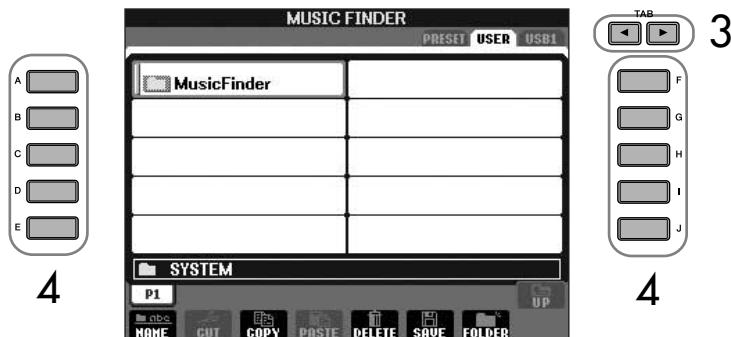 MUSIC FINDER
PRESET USER USB1
TAB
3
A
B
C
D
E
4
MusicFinder
F
G
H
I
J
4
SYSTEM
P1
UP
abc
NAME CUT COPY PASTE DELETE SAVE FOLDER